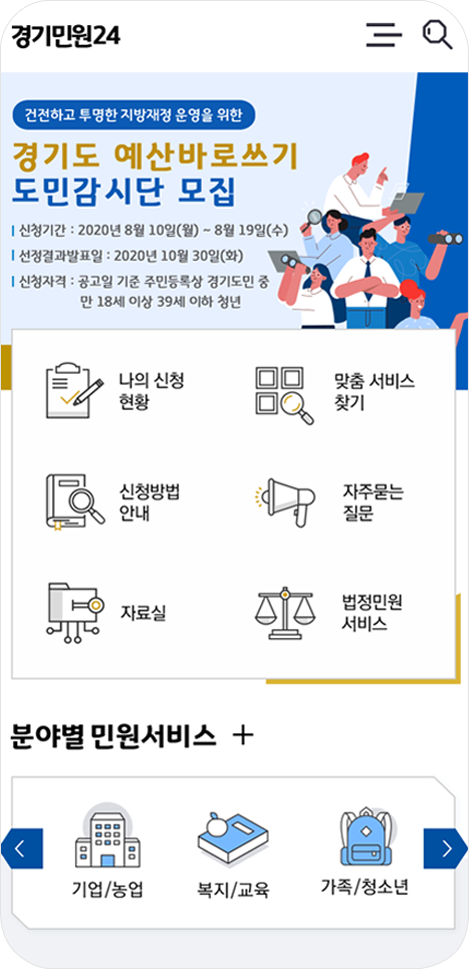 경기민원24
건전하고 투명한 지방재정 운영을 위한
경기도 예산바로쓰기
도민감시단 모집
신청기간 : 2020년 8월 10일(월) ~ 8월 19일(수)
선정결과발표일 : 2020년 10월 30일(화)
신청자격 : 공고일 기준 주민등록상 경기도민 중
만 18세 이상 39세 이하 청년
나의 신청
현황
맞춤 서비스
찾기
신청방법
안내
자주묻는
질문
자료실
법정민원
서비스
분야별 민원서비스 +
기업/농업
복지/교육
가족/청소년